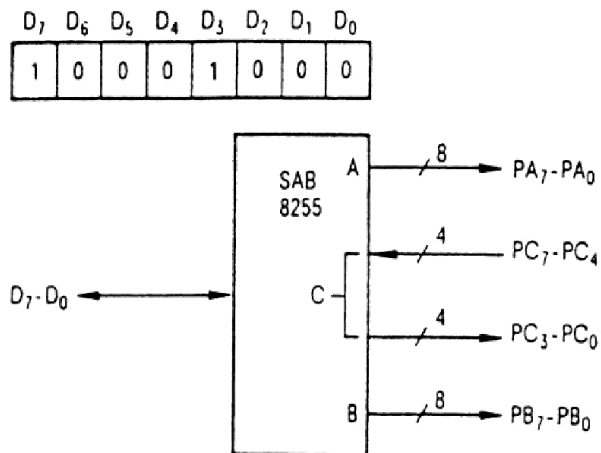 D₇ D₆ D₅ D₄ D₃ D₂ D₁ D₀
1 0 0 0 1 0 0 0
A 8 PA₇-PA₀
SAB
8255
4 PC₇-PC₄
D₇-D₀ C
4 PC₃-PC₀
B 8 PB₇-PB₀